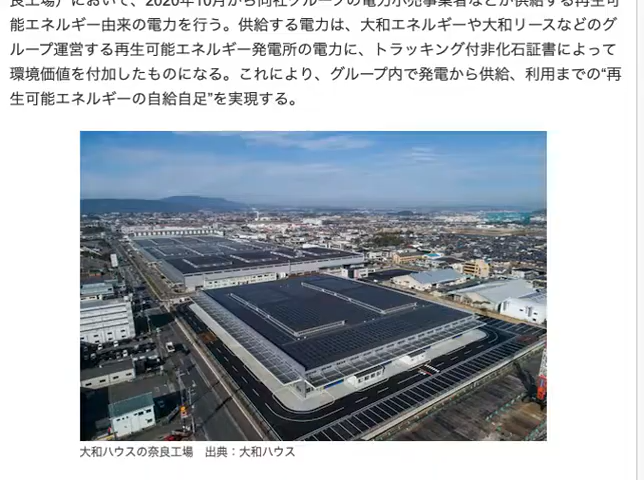 良工場）において、2020年10月から同社グループの電力小売事業者などが供給する再生可
能エネルギー由来の電力を行う。供給する電力は、大和エネルギーや大和リースなどのグ
ループ運営する再生可能エネルギー発電所の電力に、トラッキング付非化石証書によって
環境価値を付加したものになる。これにより、グループ内で発電から供給、利用までの“再
生可能エネルギーの自給自足”を実現する。
大和ハウスの奈良工場　出典：大和ハウス